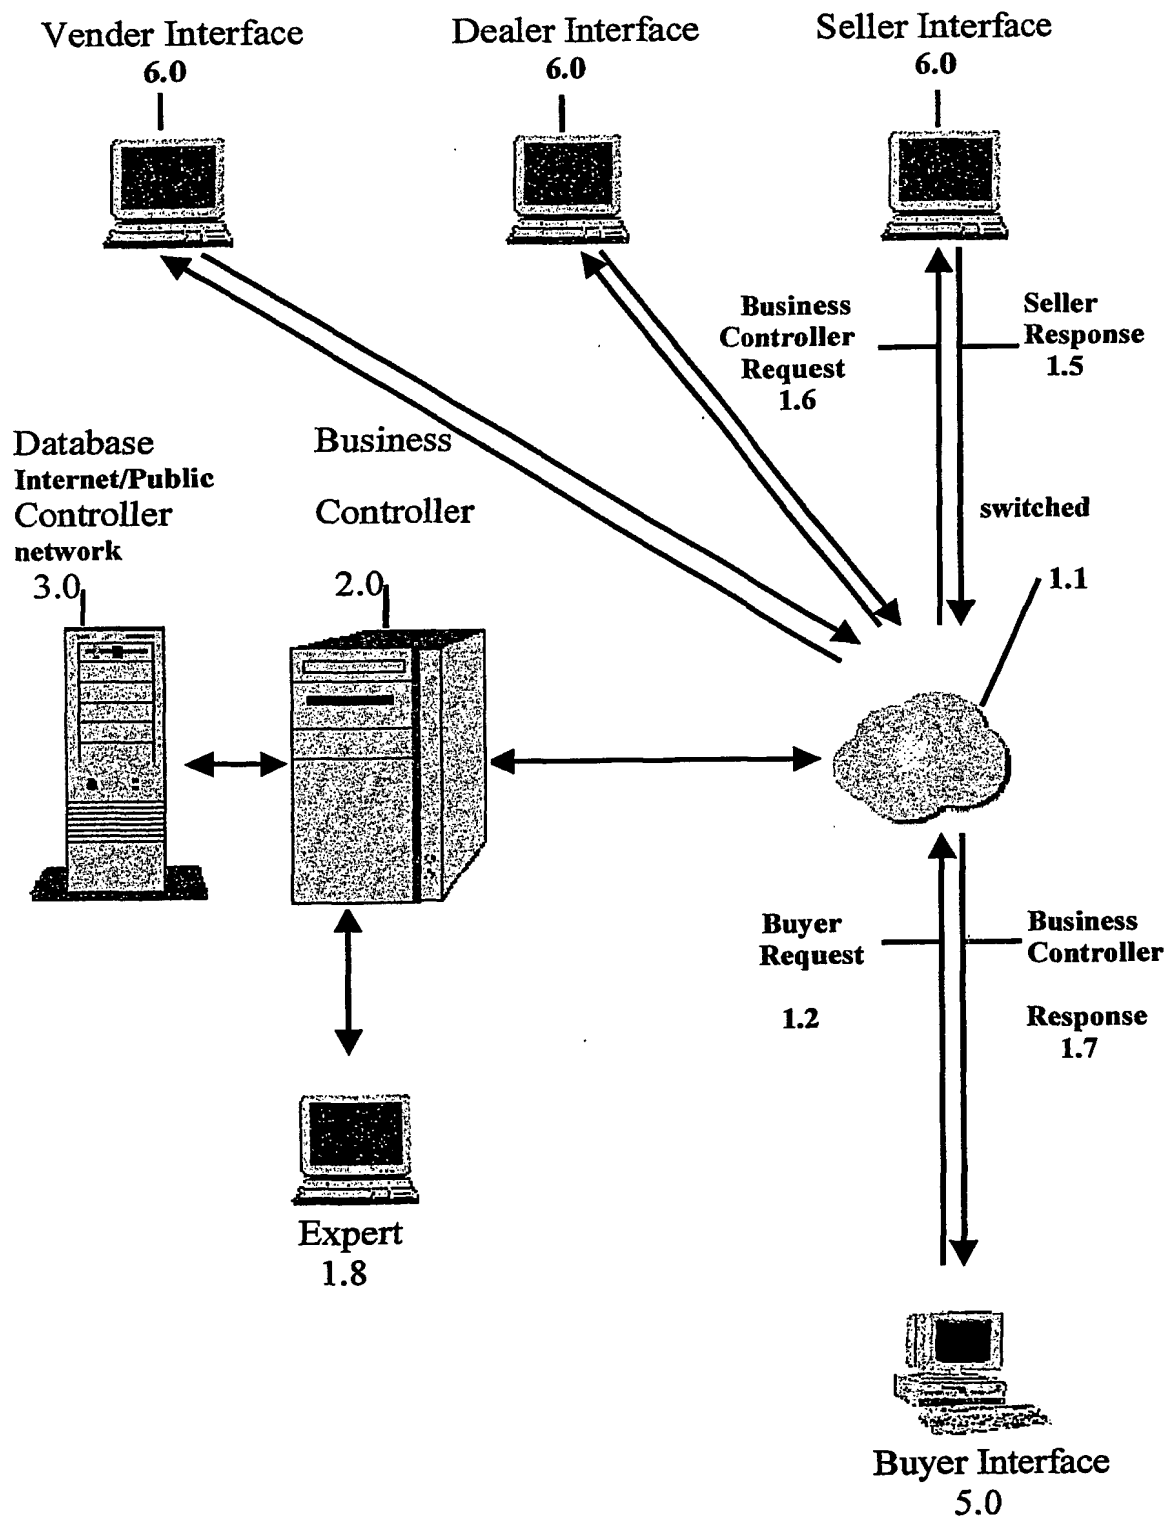 Vender Interface
6.0
Dealer Interface
6.0
Seller Interface
6.0
Business
Controller
Request
1.6
Seller
Response
1.5
Database
Internet/Public
Controller
network
3.0
Business
Controller
2.0
switched
1.1
Buyer
Request
1.2
Business
Controller
Response
1.7
Expert
1.8
Buyer Interface
5.0